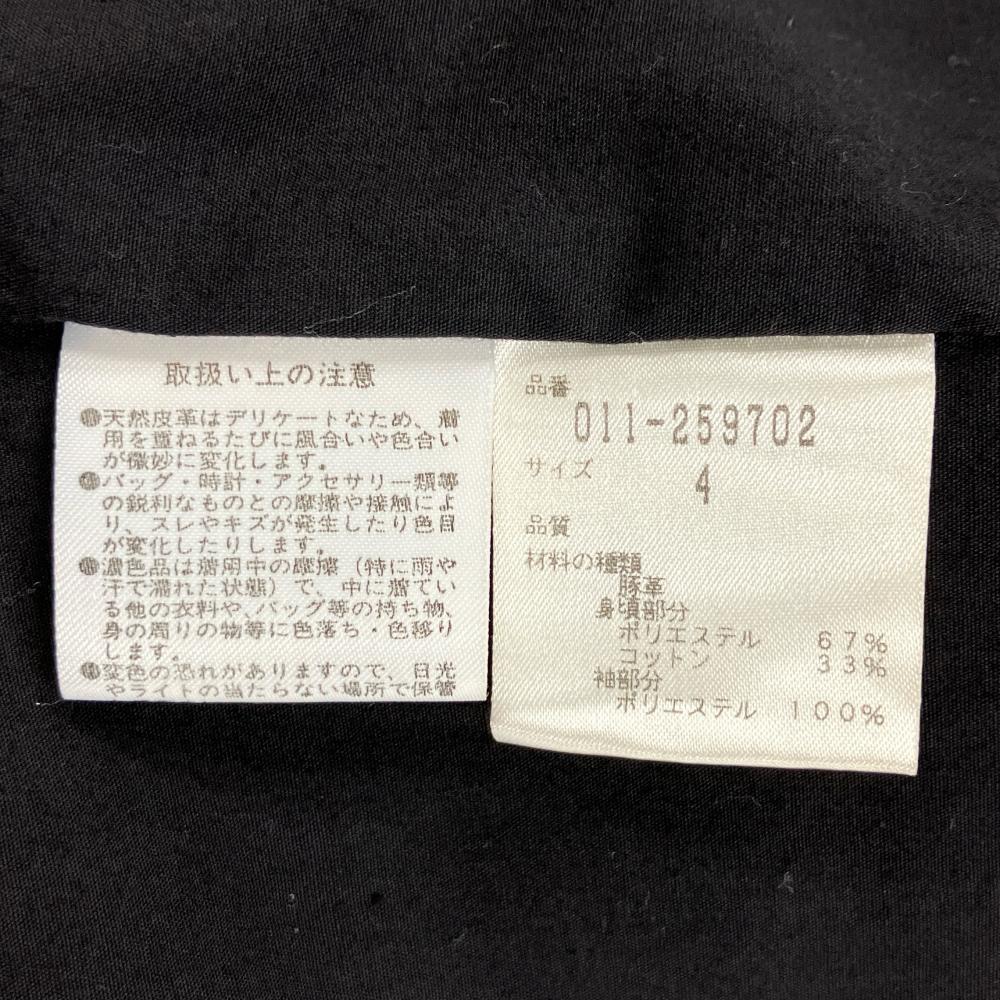 取扱い上の注意
●天然皮革はデリケートなため、着
用を重ねるたびに風合いや色合い
が微妙に変化します。
●バッグ・時計・アクセサリー類等
の鋭利なものとの摩擦や接触によ
り、スレやキズが発生したり色目
が変化したりします。
●濃色品は着用中の摩擦（特に雨や
汗で濡れた状態）で、中に着てい
る他の衣料や、バッグ等の持ち物、
身の周りの物等に色落ち・色移り
します。
●変色の恐れがありますので、日光
やライトの当たらない場所で保管
品番
011-259702
サイズ
4
品質
材料の種類
豚革
身頃部分
ポリエステル 67%
コットン 33%
袖部分
ポリエステル 100%